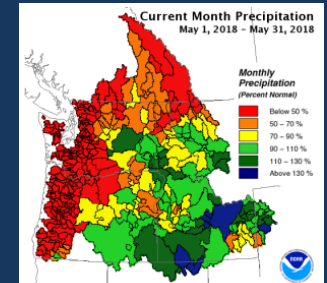 Current Month Precipitation
May 1, 2018 – May 31, 2018
Monthly
Precipitation
(Percent Normal)
Below 50 %
50 – 70 %
70 – 90 %
90 – 110 %
110 – 130 %
Above 130 %